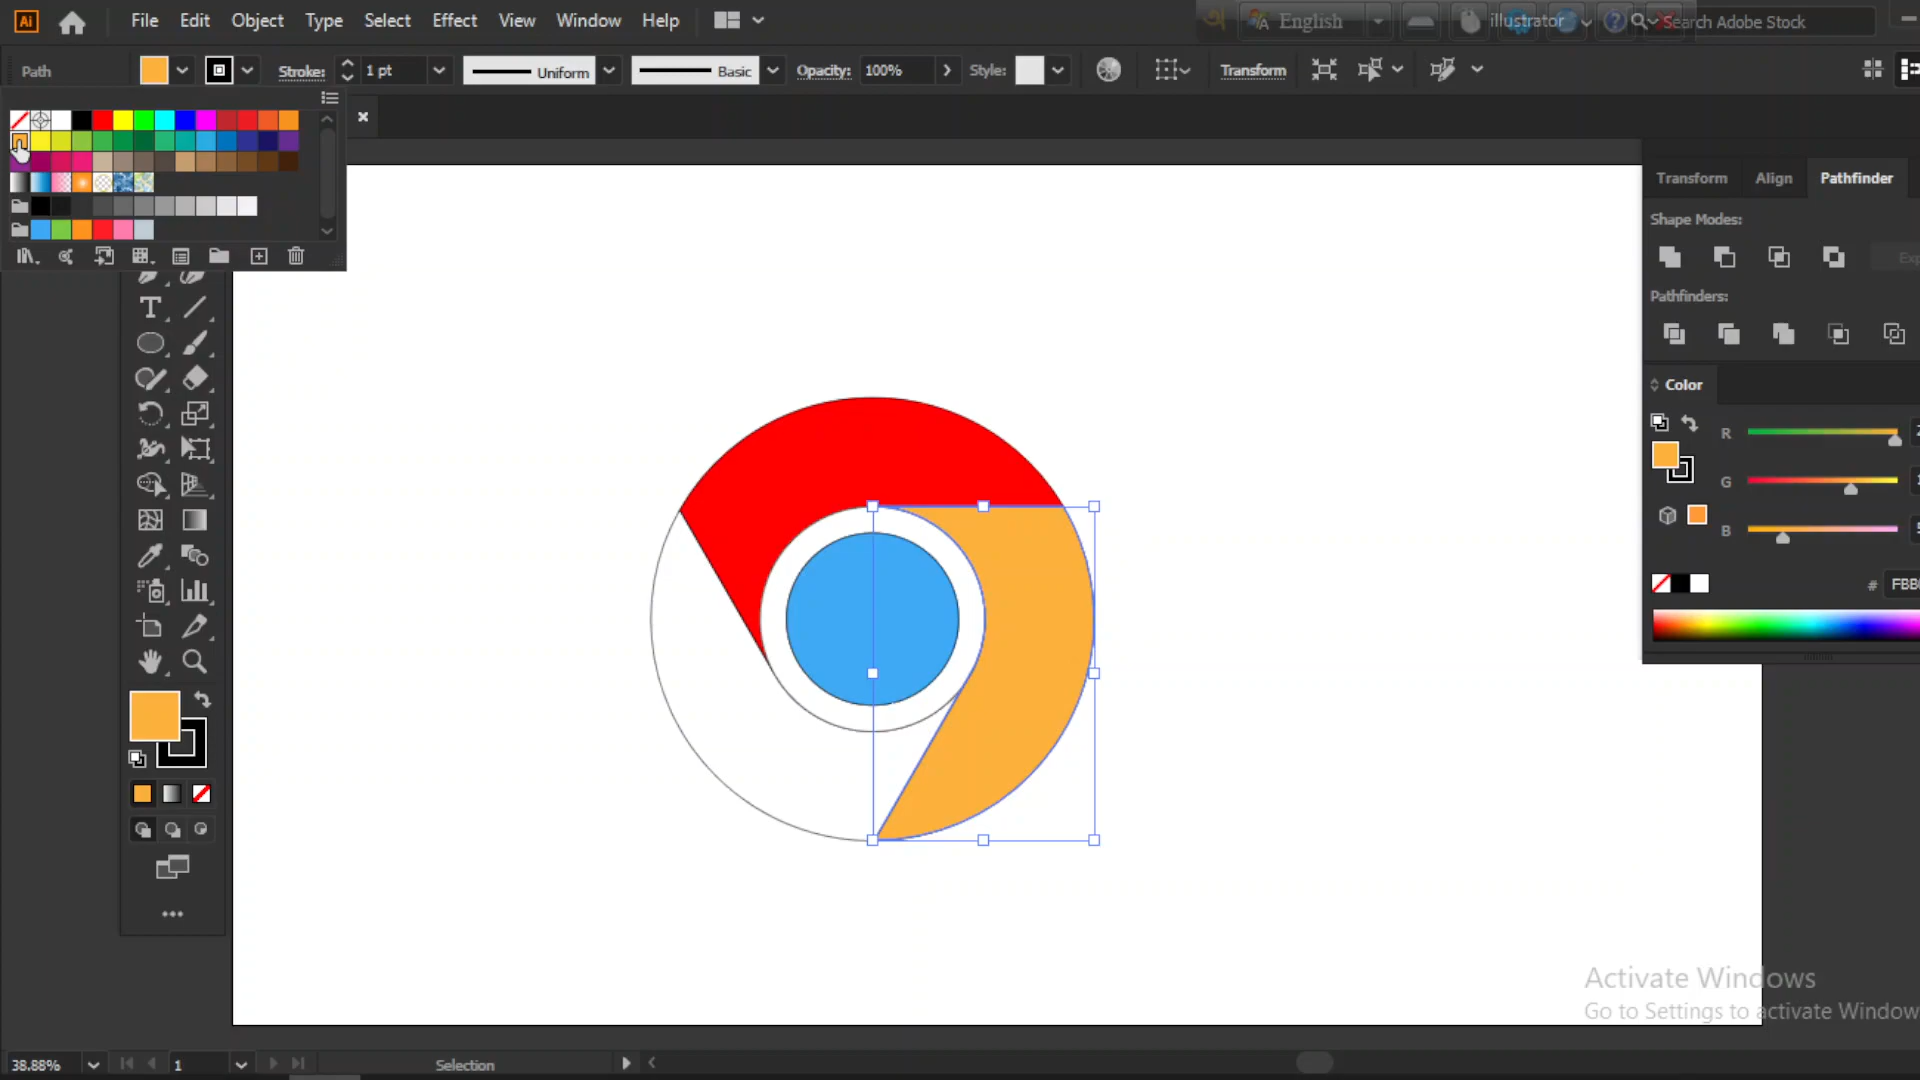 Ai File Edit Object Type Select Effect View Window Help English illustrator Search Adobe Stock
Path Stroke: 1 pt Uniform Basic Opacity: 100% Style: Transform
Transform Align Pathfinder
Shape Modes:
Pathfinders:
Color
R
G
B
#
Activate Windows
Go to Settings to activate Window
38.88% 1 Selection